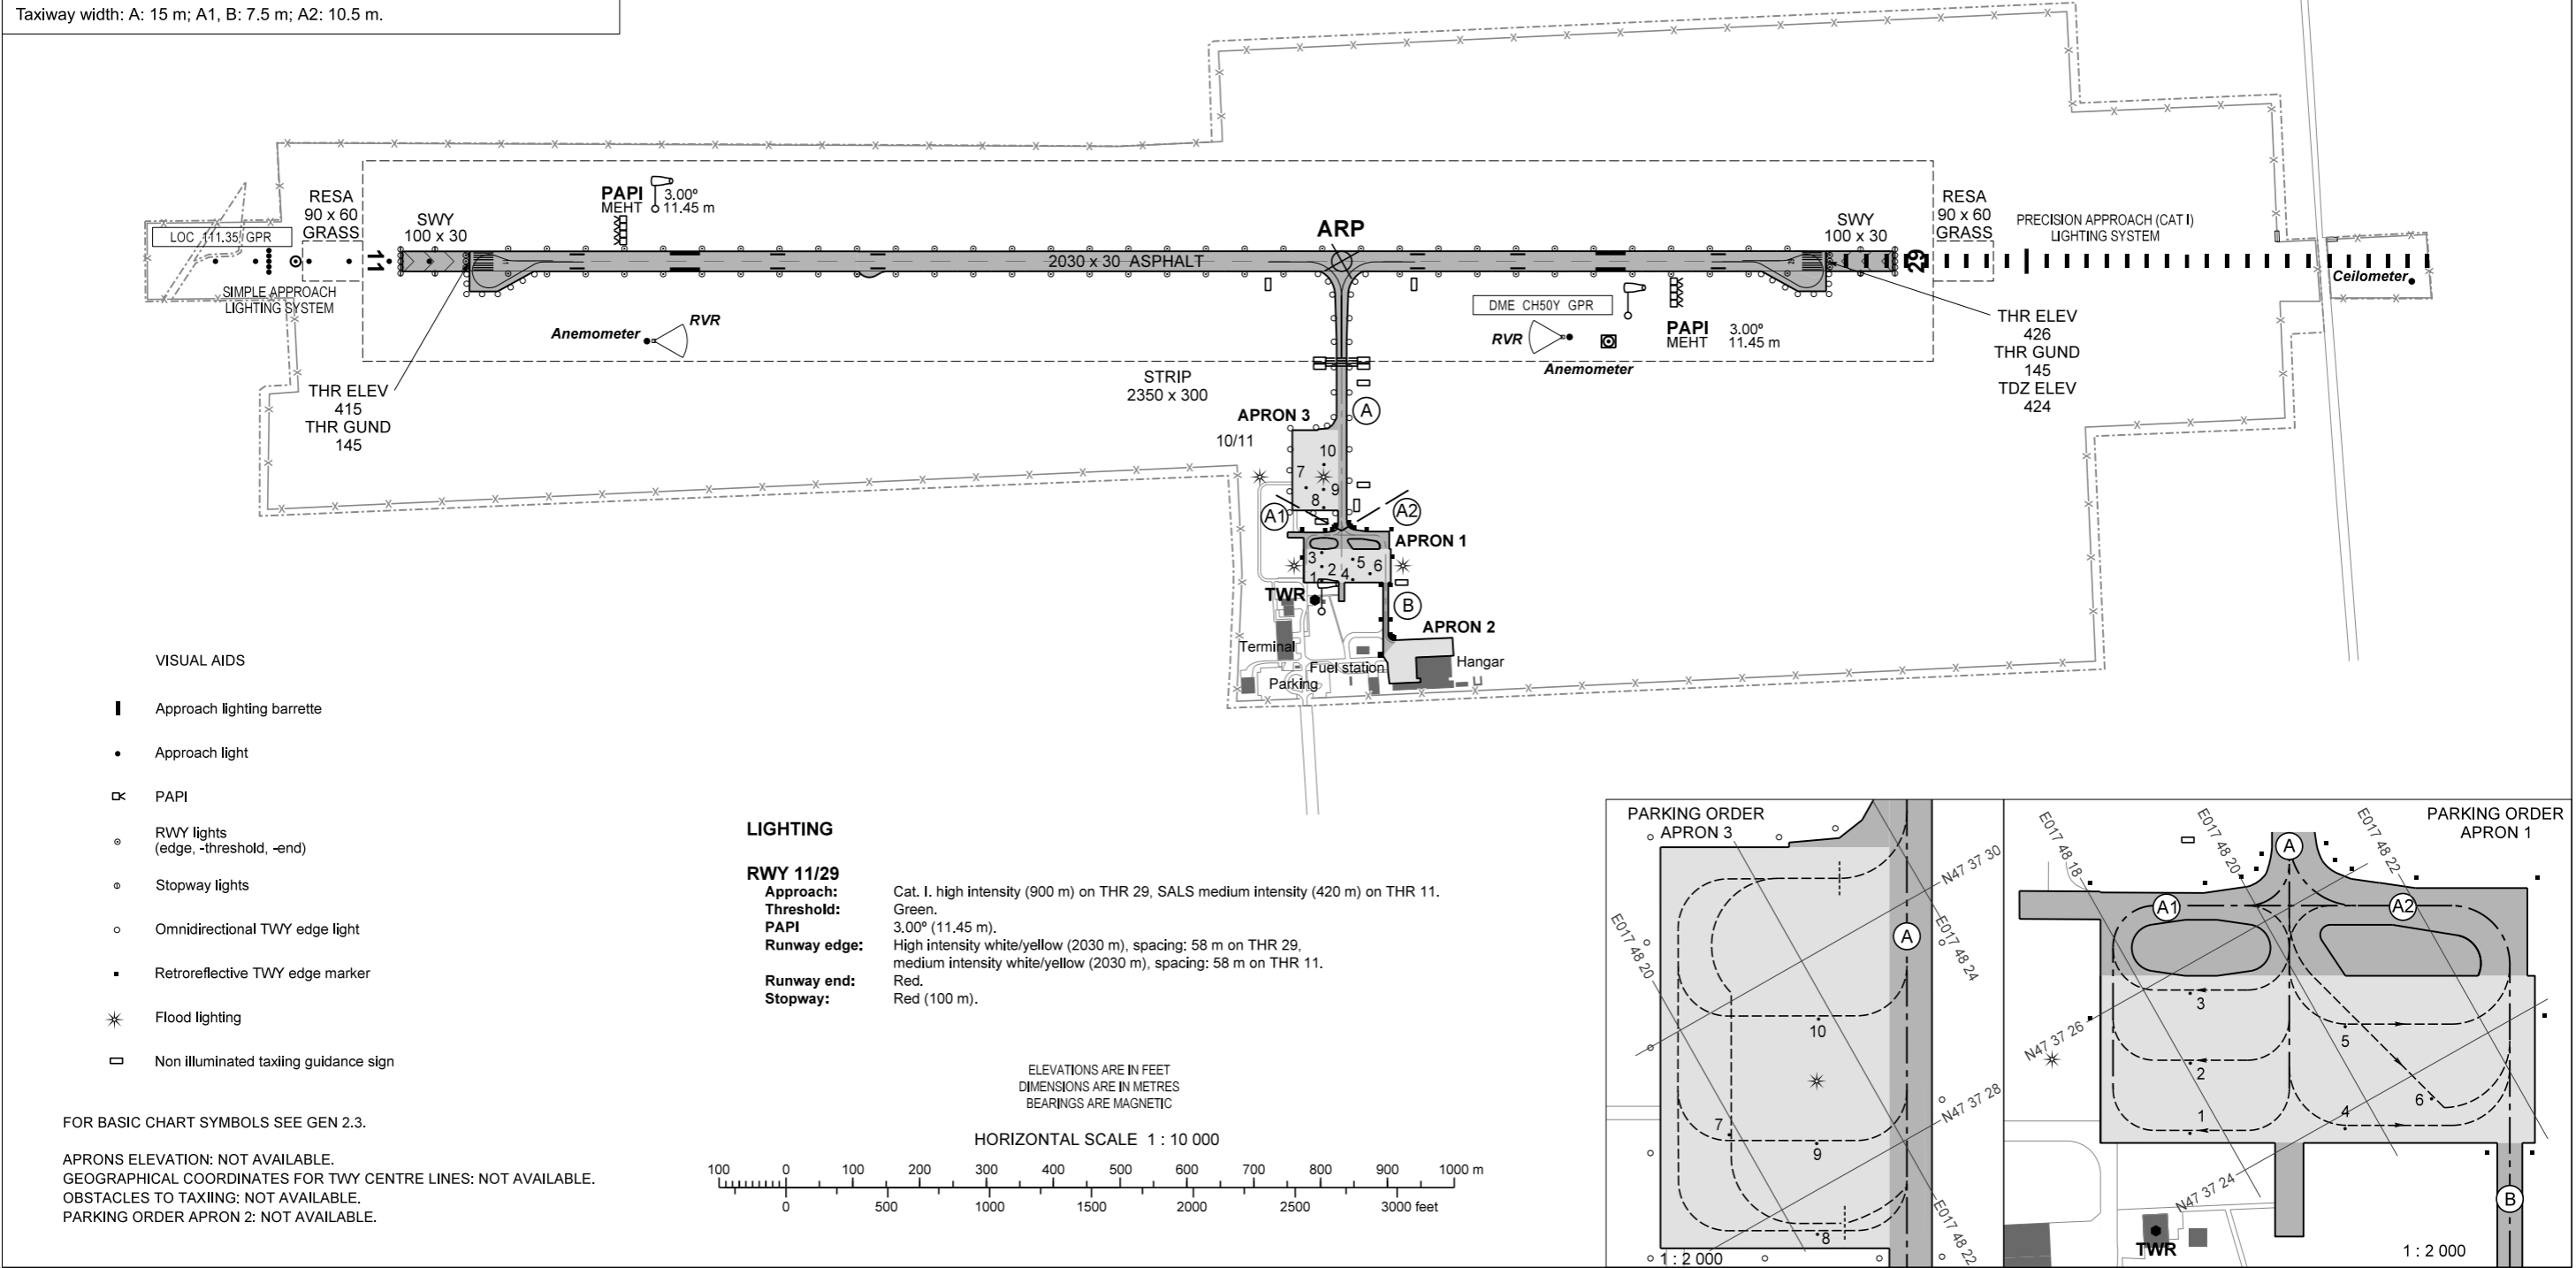 Taxiway width: A: 15 m; A1, B: 7.5 m; A2: 10.5 m.
LOC 111.35 GPR
RESA
90 x 60
GRASS
SWY
100 x 30
11
SIMPLE APPROACH
LIGHTING SYSTEM
PAPI 3.00º
MEHT 11.45 m
Anemometer
RVR
THR ELEV
415
THR GUND
145
2030 x 30 ASPHALT
ARP
STRIP
2350 x 300
DME CH50Y GPR
RVR
Anemometer
PAPI 3.00º
MEHT 11.45 m
SWY
100 x 30
29
RESA
90 x 60
GRASS
PRECISION APPROACH (CAT I)
LIGHTING SYSTEM
Ceilometer
THR ELEV
426
THR GUND
145
TDZ ELEV
424
A
APRON 3
10/11
10
7
9
8
A1
A2
APRON 1
3
5
2
6
1
4
TWR
B
APRON 2
Terminal
Fuel station
Hangar
Parking
VISUAL AIDS
Approach lighting barrette
Approach light
PAPI
RWY lights
(edge, -threshold, -end)
Stopway lights
Omnidirectional TWY edge light
Retroreflective TWY edge marker
Flood lighting
Non illuminated taxiing guidance sign
FOR BASIC CHART SYMBOLS SEE GEN 2.3.
APRONS ELEVATION: NOT AVAILABLE.
GEOGRAPHICAL COORDINATES FOR TWY CENTRE LINES: NOT AVAILABLE.
OBSTACLES TO TAXIING: NOT AVAILABLE.
PARKING ORDER APRON 2: NOT AVAILABLE.
LIGHTING
RWY 11/29
Approach: Cat. I. high intensity (900 m) on THR 29, SALS medium intensity (420 m) on THR 11.
Threshold: Green.
PAPI 3.00º (11.45 m).
Runway edge: High intensity white/yellow (2030 m), spacing: 58 m on THR 29,
medium intensity white/yellow (2030 m), spacing: 58 m on THR 11.
Runway end: Red.
Stopway: Red (100 m).
ELEVATIONS ARE IN FEET
DIMENSIONS ARE IN METRES
BEARINGS ARE MAGNETIC
HORIZONTAL SCALE 1 : 10 000
100 0 100 200 300 400 500 600 700 800 900 1000 m
0 500 1000 1500 2000 2500 3000 feet
PARKING ORDER
APRON 3
N47 37 30
E017 48 20
A
E017 48 24
10
N47 37 28
7
9
8
E017 48 22
1 : 2 000
PARKING ORDER
APRON 1
E017 48 18
E017 48 20
E017 48 22
A
A1
A2
3
N47 37 26
5
2
6
1
4
N47 37 24
B
TWR
1 : 2 000